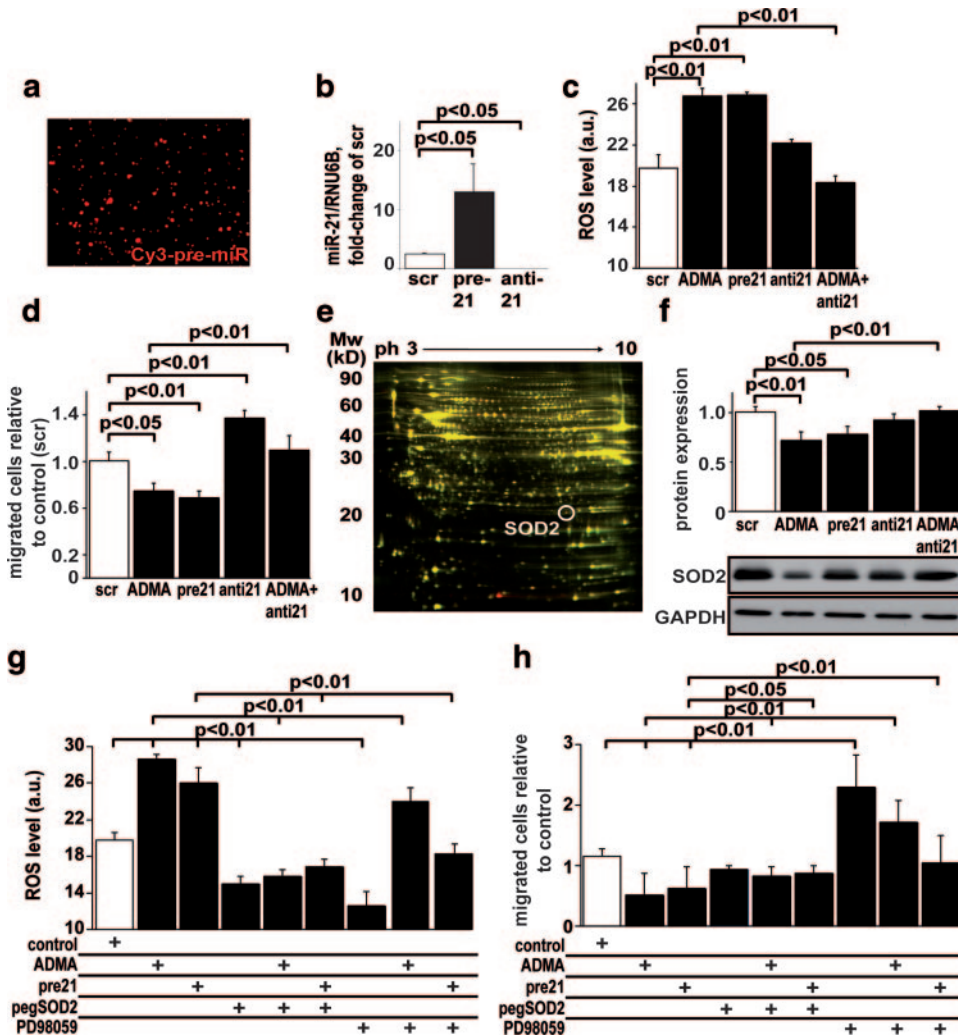 a
Cy3-pre-miR
b
p<0.05
p<0.05
miR-21/RNU6B,
fold-change of scr
20
10
0
scr pre-21 anti-21
c
p<0.01
p<0.01
p<0.01
ROS level (a.u.)
26
22
18
14
10
scr ADMA pre21 anti21 ADMA+
anti21
d
p<0.01
p<0.01
p<0.01
p<0.05
migrated cells relative
to control (scr)
1.4
1.0
0.6
0.2
0
scr ADMA pre21 anti21 ADMA+
anti21
e
Mw
(kD)
ph 3 10
90
60
40
30
20
10
SOD2
f
p<0.01
p<0.05
p<0.01
protein expression
1.0
0.5
0
scr ADMA pre21 anti21 ADMA
anti21
SOD2
GAPDH
g
p<0.01
p<0.01
p<0.01
ROS level (a.u.)
30
26
22
18
14
10
control +
ADMA + + +
pre21 + + +
pegSOD2 + + +
PD98059 + + +
h
p<0.01
p<0.05
p<0.01
p<0.01
migrated cells relative
to control
3
2
1
0
control +
ADMA + + +
pre21 + + +
pegSOD2 + + +
PD98059 + + +